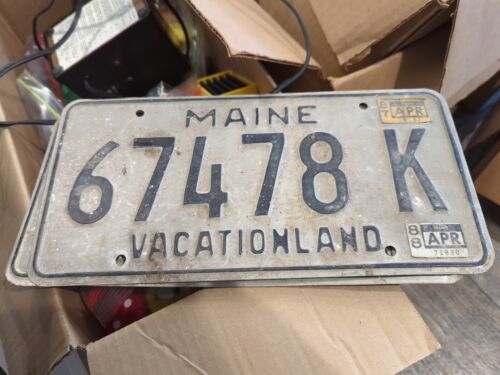 MAINE
87 APR
67478 K
VACATIONLAND
88 APR